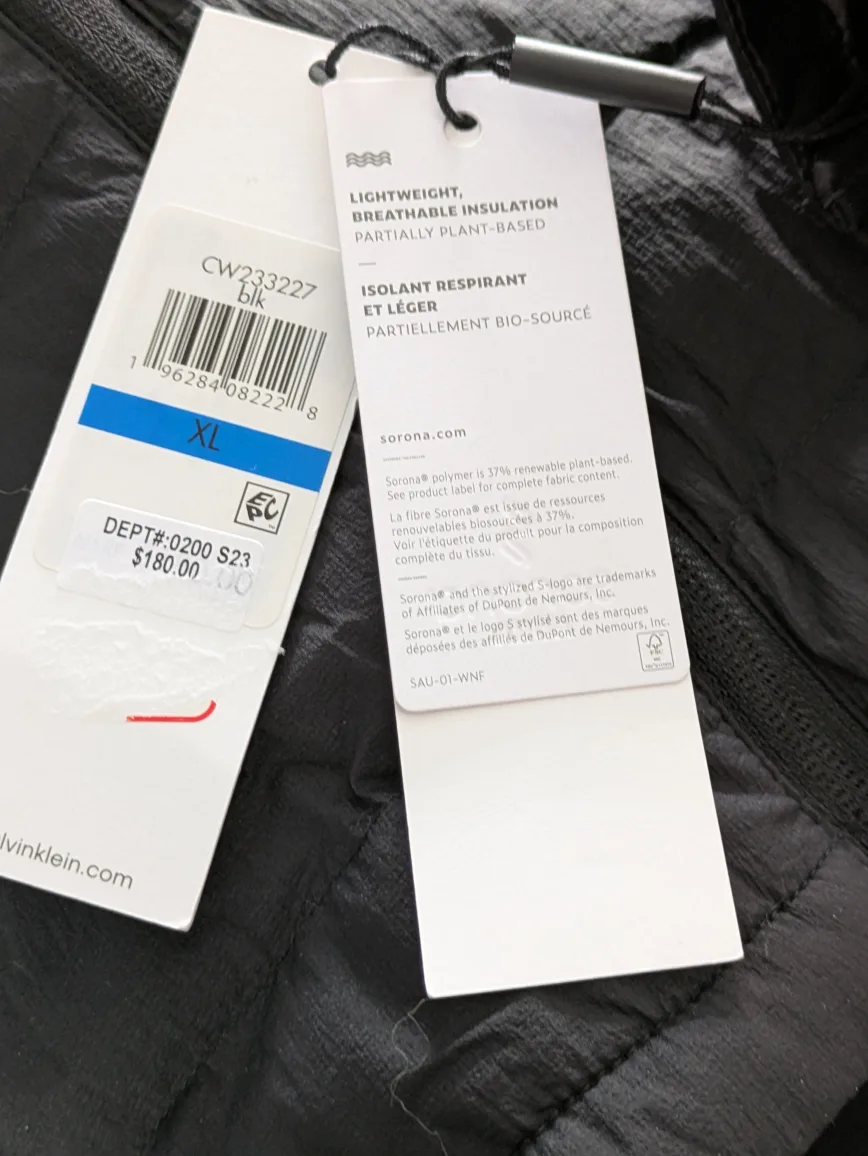 CW233227
blk
1 96284 08222 8
XL
EPC
DEPT#:0200 S23
$180.00
lvinklein.com
LIGHTWEIGHT,
BREATHABLE INSULATION
PARTIALLY PLANT-BASED
ISOLANT RESPIRANT
ET LÉGER
PARTIELLEMENT BIO-SOURCÉ
sorona.com
Sorona® polymer is 37% renewable plant-based.
See product label for complete fabric content.
La fibre Sorona® est issue de ressources
renouvelables biosourcées à 37%.
Voir l'étiquette du produit pour la composition
complète du tissu.
Sorona® and the stylized S-logo are trademarks
of Affiliates of DuPont de Nemours, Inc.
Sorona® et le logo S stylisé sont des marques
déposées des affiliés de DuPont de Nemours, Inc.
FSC
SAU-01-WNF